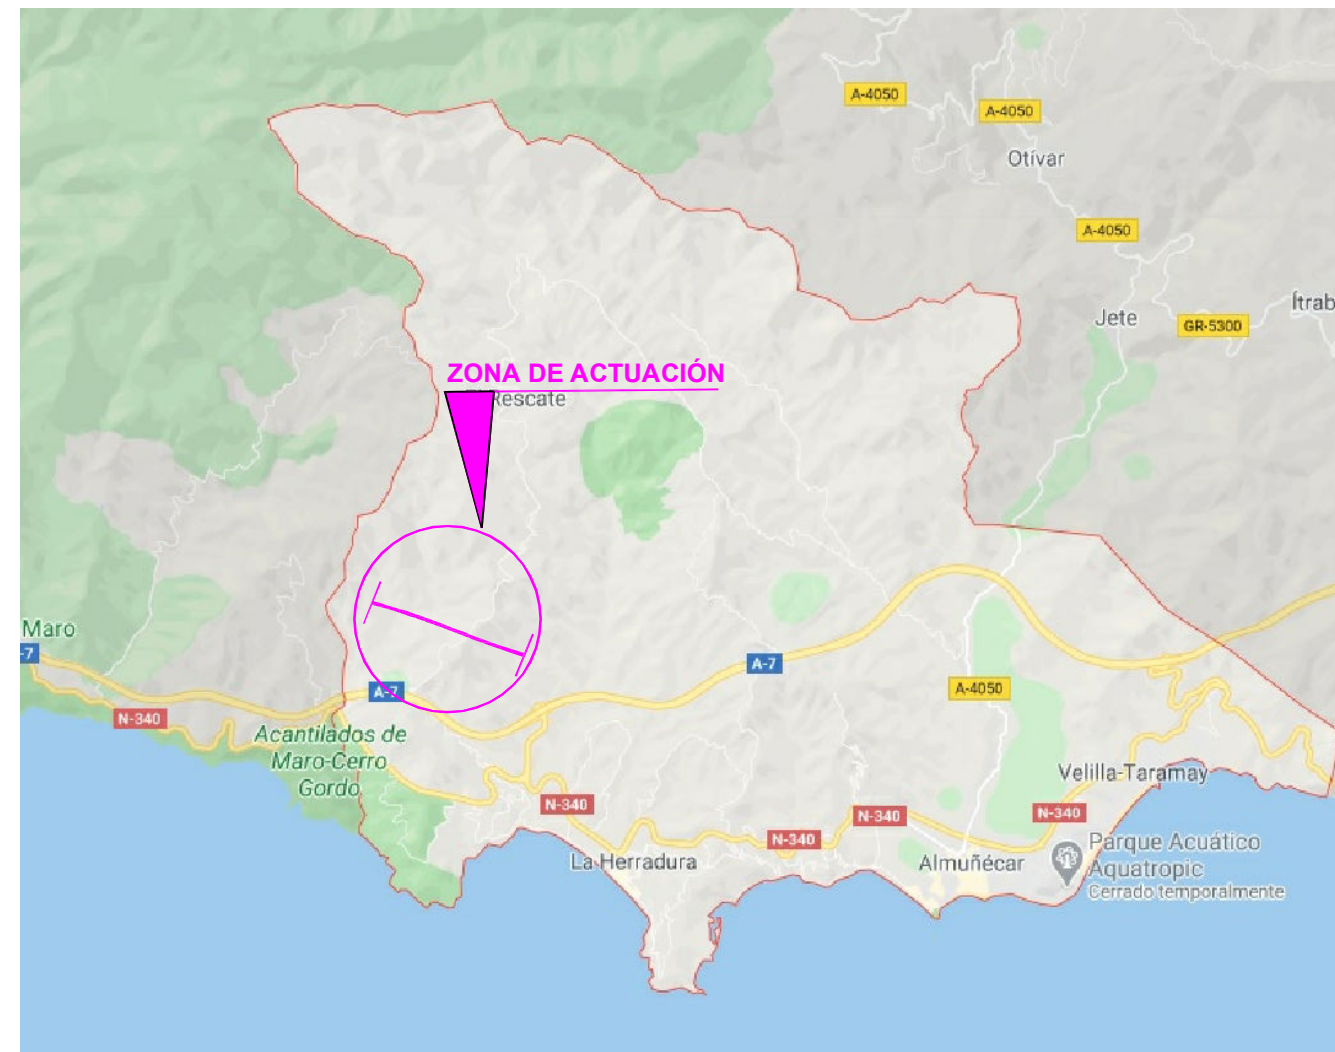 A-4050
A-4050
Otívar
A-4050
Ítrab
Jete
GR-5300
ZONA DE ACTUACIÓN
Rescate
Maro
-7
A-7
A-7
A-4050
N-340
Acantilados de
Maro-Cerro
Gordo
Velilla-Taramay
N-340
N-340
N-340
N-340
La Herradura
Almuñécar
Parque Acuático
Aquatropic
Cerrado temporalmente